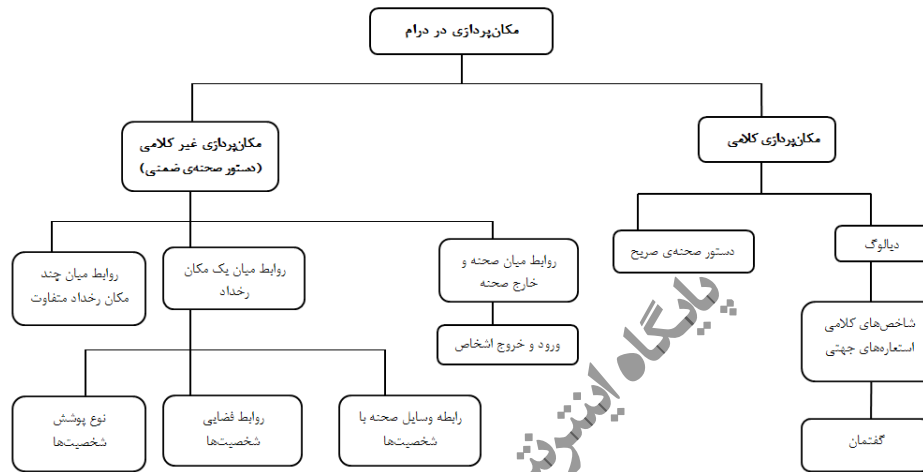 مکان‌پردازی در درام
مکان‌پردازی کلامی
مکان‌پردازی غیر کلامی
(دستور صحنه‌ی ضمنی)
دیالوگ
دستور صحنه‌ی صریح
روابط میان صحنه و
خارج صحنه
روابط میان یک مکان
رخداد
روابط میان چند
مکان رخداد متفاوت
شاخص‌های کلامی
استعاره‌های جهتی
ورود و خروج اشخاص
گفتمان
رابطه وسایل صحنه با
شخصیت‌ها
روابط فضایی
شخصیت‌ها
نوع پوشش
شخصیت‌ها
پایگاه